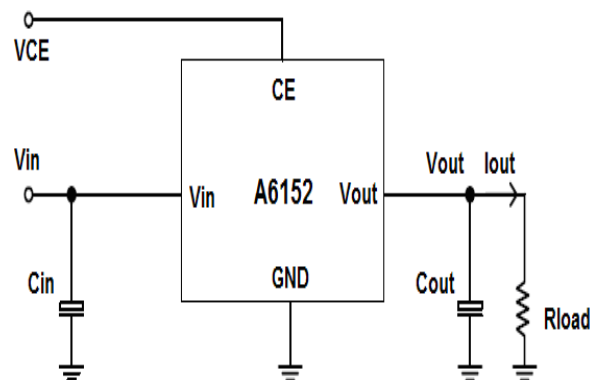 VCE
CE
Vin
Vout Iout
Vin A6152 Vout
Cin
GND
Cout
Rload